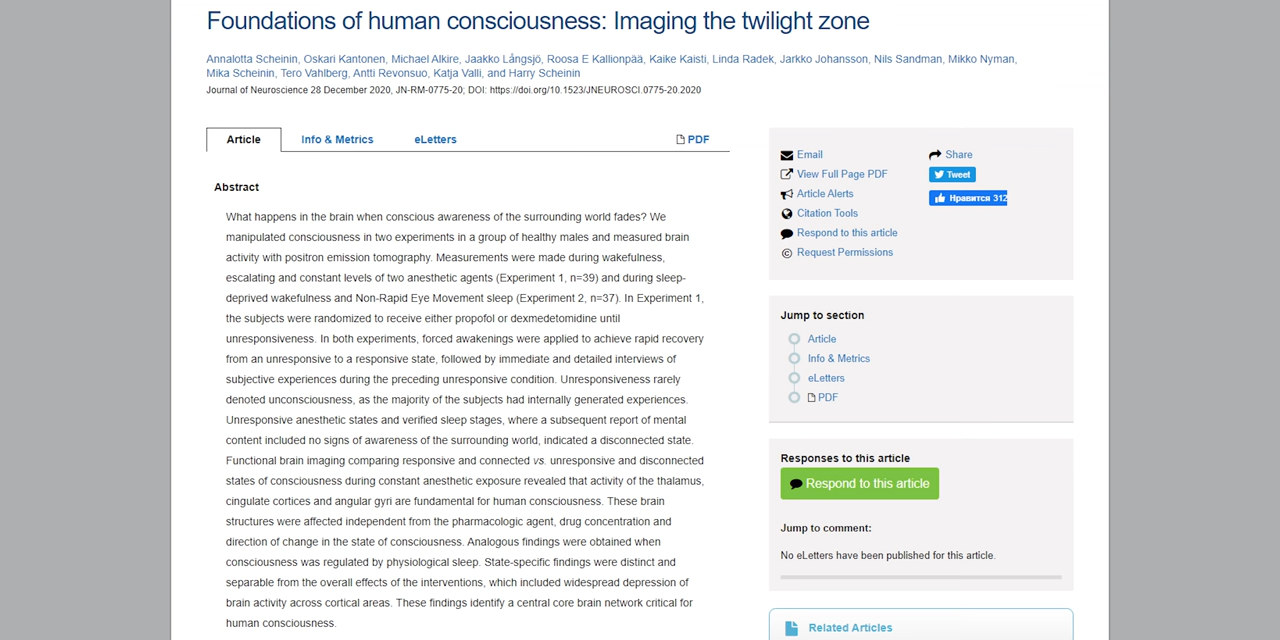 Foundations of human consciousness: Imaging the twilight zone
Annalotta Scheinin, Oskari Kantonen, Michael Alkire, Jaakko Långsjö, Roosa E Kallionpää, Kaike Kaisti, Linda Radek, Jarkko Johansson, Nils Sandman, Mikko Nyman,
Mika Scheinin, Tero Vahlberg, Antti Revonsuo, Katja Valli, and Harry Scheinin
Journal of Neuroscience 28 December 2020, JN-RM-0775-20; DOI: https://doi.org/10.1523/JNEUROSCI.0775-20.2020
Article Info & Metrics eLetters PDF
Abstract
What happens in the brain when conscious awareness of the surrounding world fades? We
manipulated consciousness in two experiments in a group of healthy males and measured brain
activity with positron emission tomography. Measurements were made during wakefulness,
escalating and constant levels of two anesthetic agents (Experiment 1, n=39) and during sleep-
deprived wakefulness and Non-Rapid Eye Movement sleep (Experiment 2, n=37). In Experiment 1,
the subjects were randomized to receive either propofol or dexmedetomidine until
unresponsiveness. In both experiments, forced awakenings were applied to achieve rapid recovery
from an unresponsive to a responsive state, followed by immediate and detailed interviews of
subjective experiences during the preceding unresponsive condition. Unresponsiveness rarely
denoted unconsciousness, as the majority of the subjects had internally generated experiences.
Unresponsive anesthetic states and verified sleep stages, where a subsequent report of mental
content included no signs of awareness of the surrounding world, indicated a disconnected state.
Functional brain imaging comparing responsive and connected vs. unresponsive and disconnected
states of consciousness during constant anesthetic exposure revealed that activity of the thalamus,
cingulate cortices and angular gyri are fundamental for human consciousness. These brain
structures were affected independent from the pharmacologic agent, drug concentration and
direction of change in the state of consciousness. Analogous findings were obtained when
consciousness was regulated by physiological sleep. State-specific findings were distinct and
separable from the overall effects of the interventions, which included widespread depression of
brain activity across cortical areas. These findings identify a central core brain network critical for
human consciousness.
Email
View Full Page PDF
Article Alerts
Citation Tools
Respond to this article
© Request Permissions
Share
Tweet
Нравится 312
Jump to section
Article
Info & Metrics
eLetters
PDF
Responses to this article
Respond to this article
Jump to comment:
No eLetters have been published for this article.
Related Articles